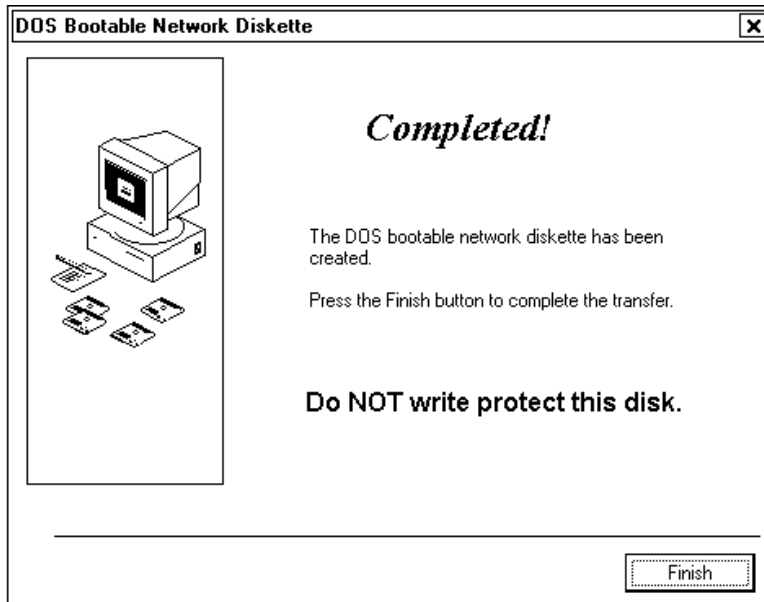 DOS Bootable Network Diskette
Completed!
The DOS bootable network diskette has been
created.
Press the Finish button to complete the transfer.
Do NOT write protect this disk.
Finish